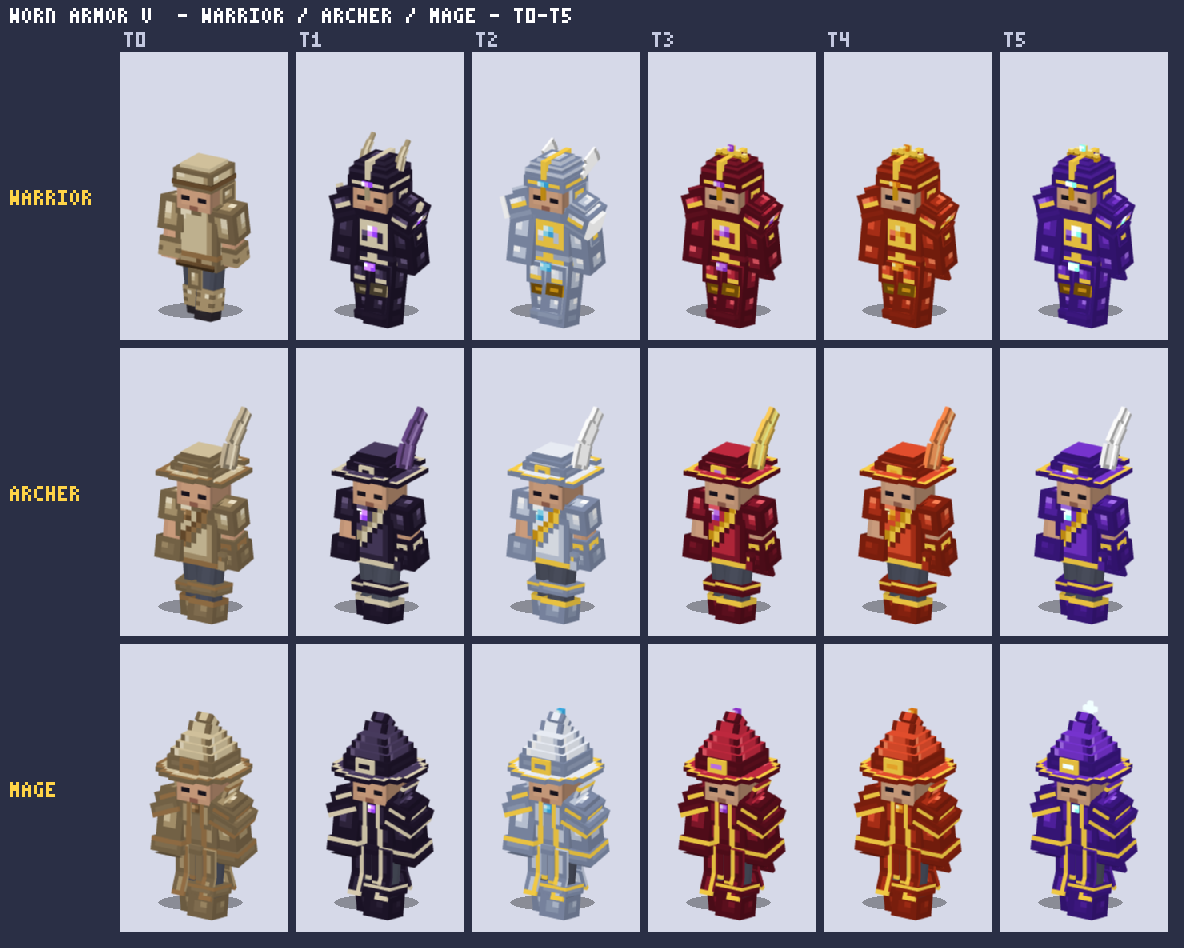 WORN ARMOR V - WARRIOR / ARCHER / MAGE - T0-T5
T0 T1 T2 T3 T4 T5
WARRIOR
ARCHER
MAGE